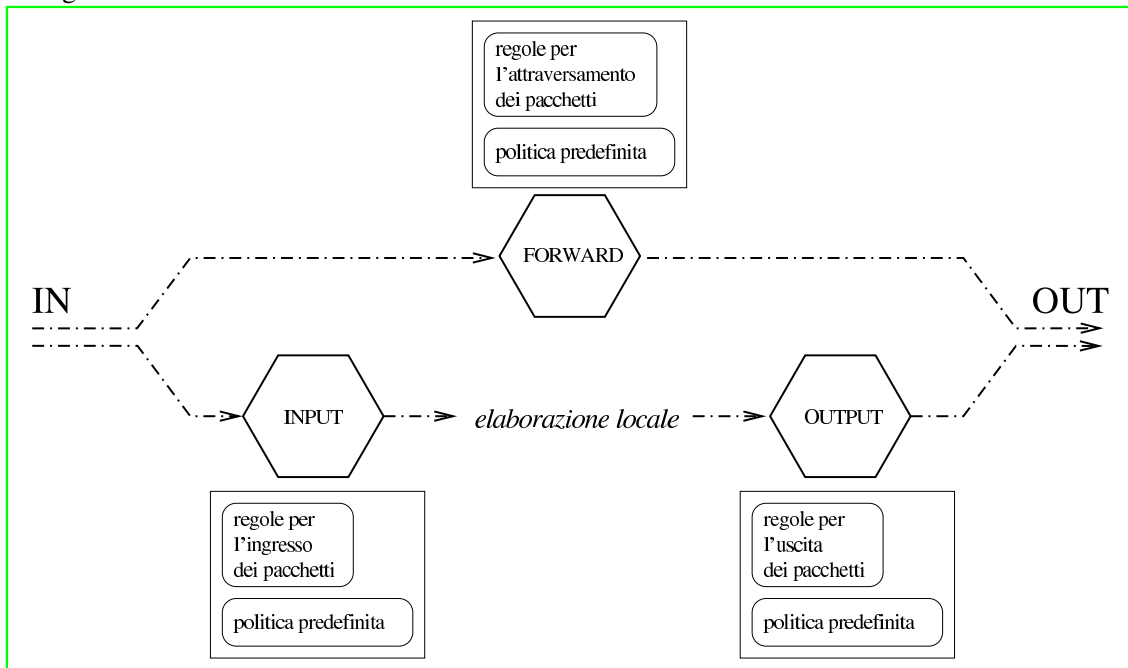 regole per
l'attraversamento
dei pacchetti
politica predefinita
FORWARD
IN
OUT
INPUT
elaborazione locale
OUTPUT
regole per
l'ingresso
dei pacchetti
politica predefinita
regole per
l'uscita
dei pacchetti
politica predefinita